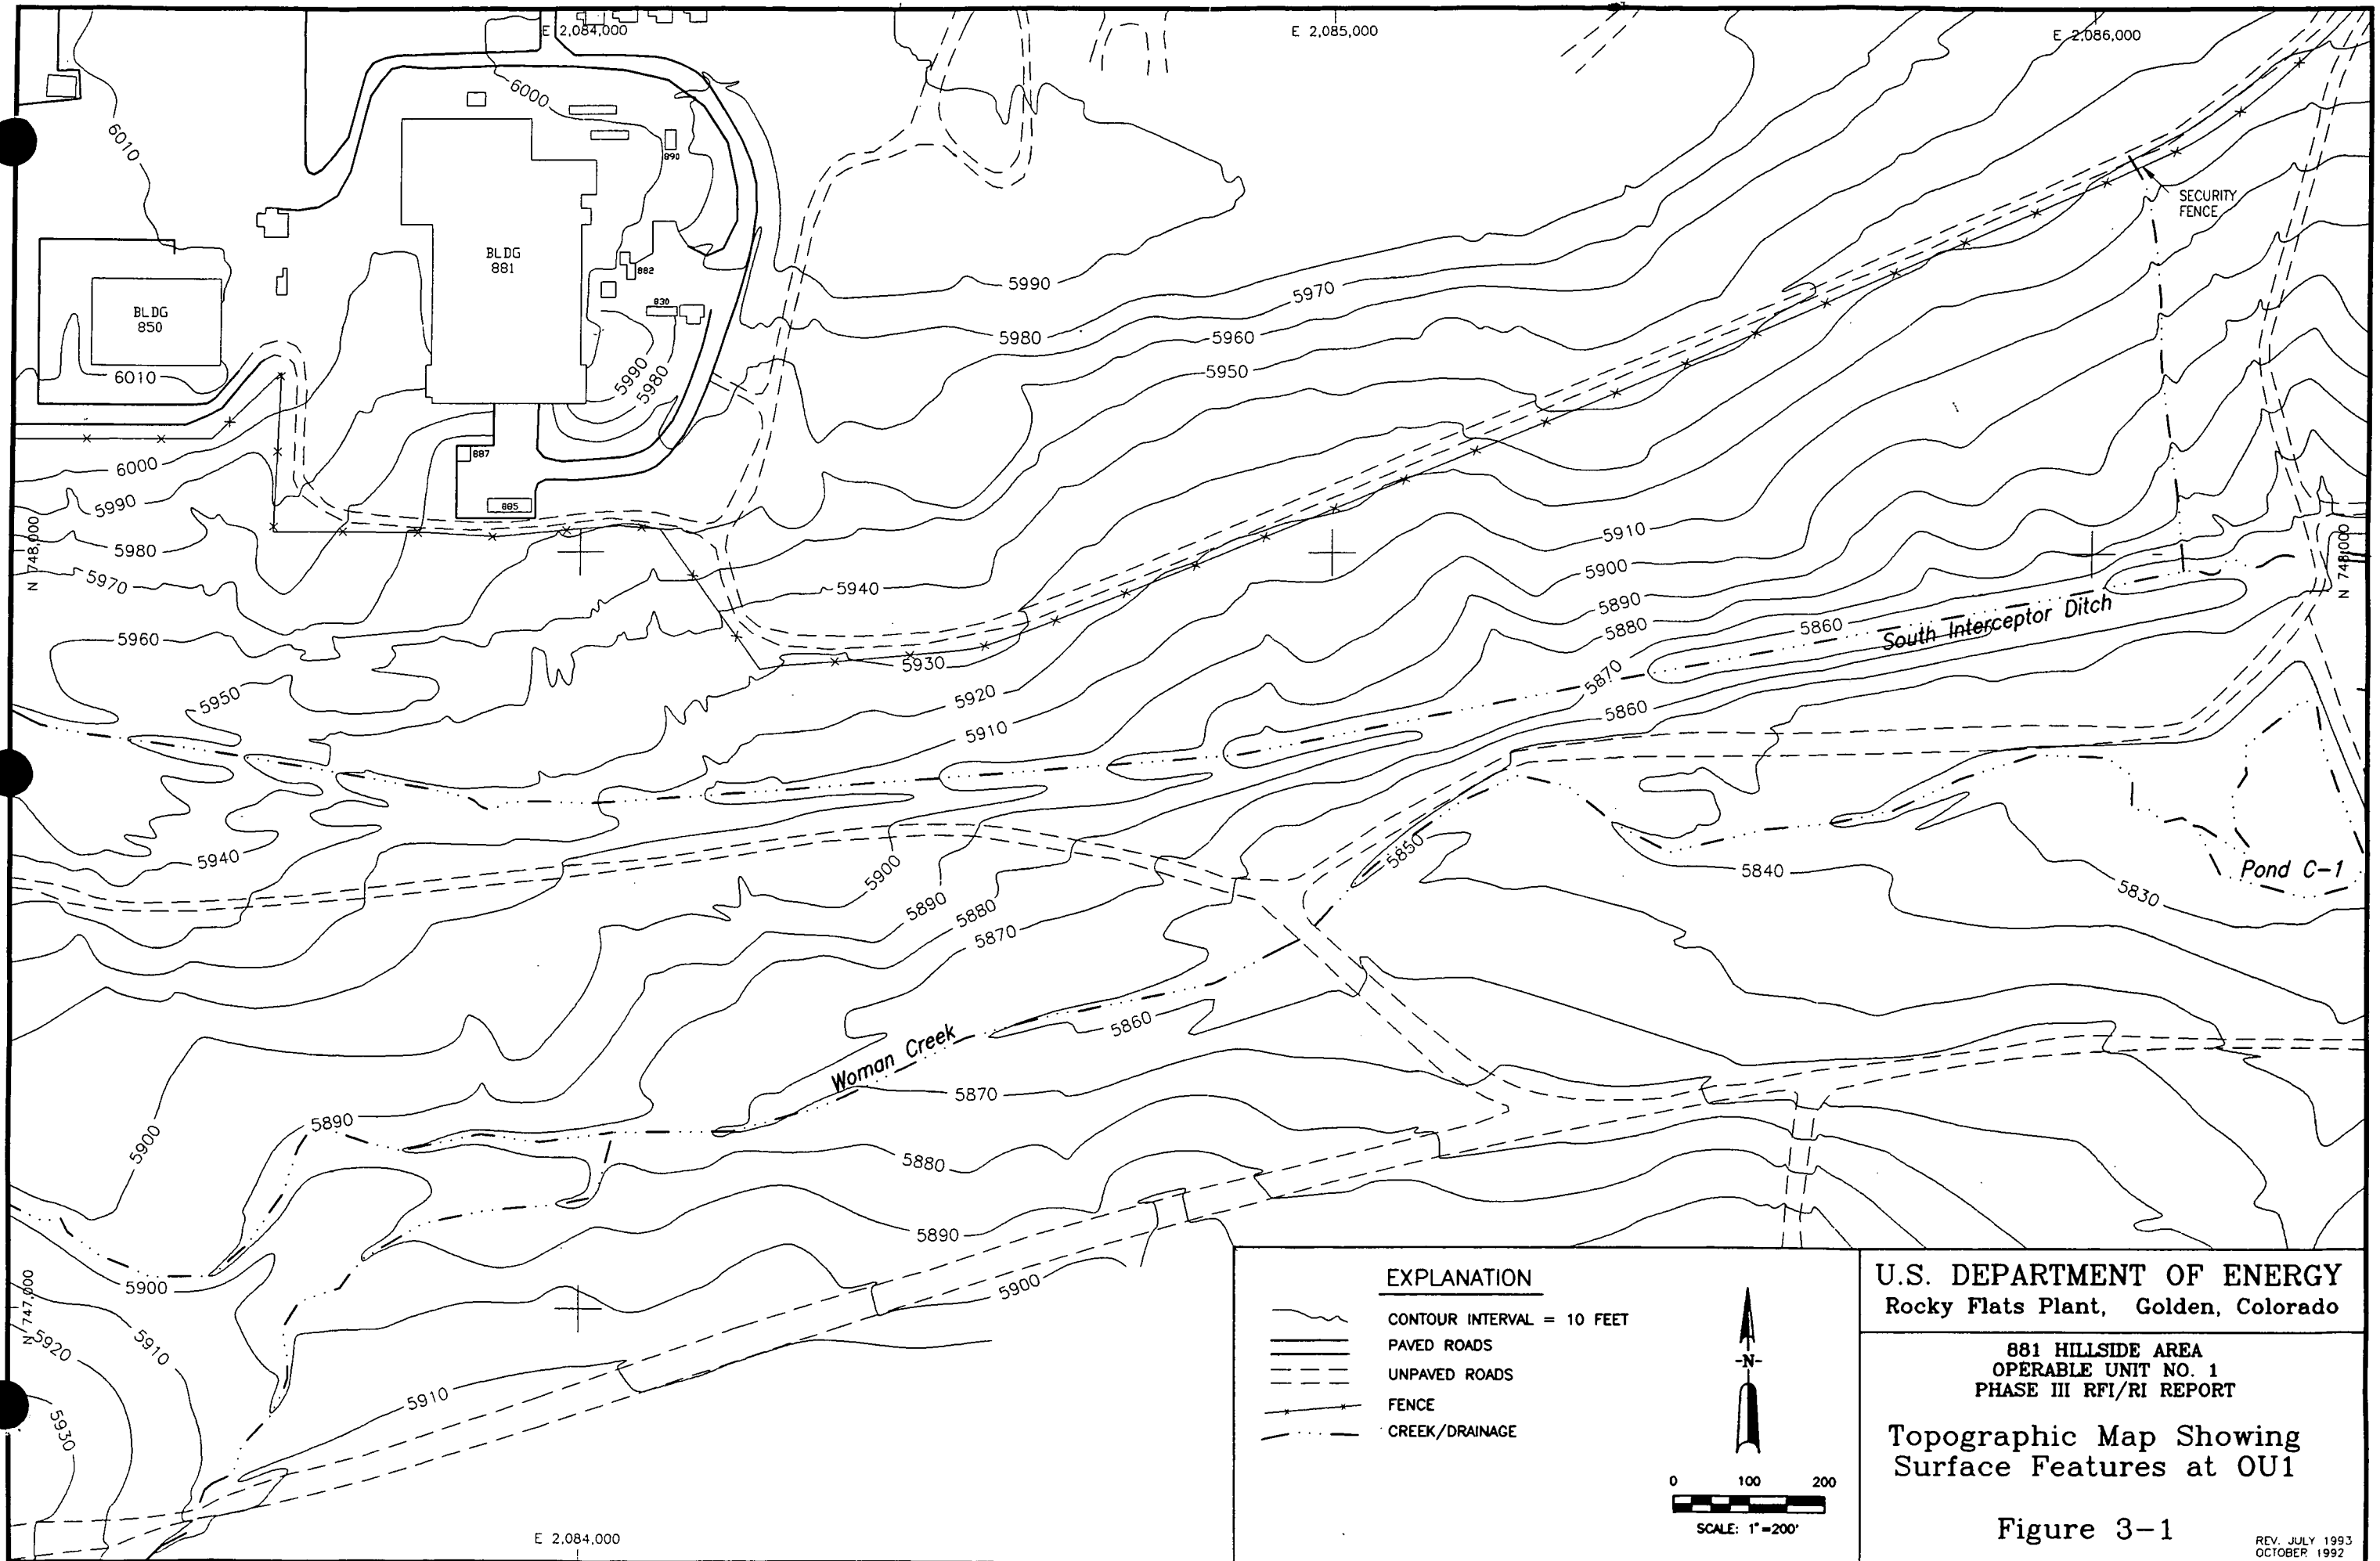 E 2,084,000
E 2,085,000
E 2,086,000
6000
6010
890
SECURITY
FENCE
BLDG
881
882
5990
5970
830
BLDG
850
5980
5960
5990
5980
5950
6010
887
6000
5990
885
N 748,000
5980
5910
N 748,000
5970
5900
5940
5890
5860
South Interceptor Ditch
5880
5960
5930
5870
5950
5920
5860
5910
5850
5940
5900
5840
Pond C-1
5830
5890
5880
5870
5860
Woman Creek
5870
5890
5900
5880
5890
5900
5900
N 747,000
5920
5910
5910
5930
E 2,084,000
EXPLANATION
CONTOUR INTERVAL = 10 FEET
PAVED ROADS
UNPAVED ROADS
FENCE
CREEK/DRAINAGE
-N-
0 100 200
SCALE: 1"=200'
U.S. DEPARTMENT OF ENERGY
Rocky Flats Plant, Golden, Colorado
881 HILLSIDE AREA
OPERABLE UNIT NO. 1
PHASE III RFI/RI REPORT
Topographic Map Showing
Surface Features at OU1
Figure 3-1
REV. JULY 1993
OCTOBER 1992